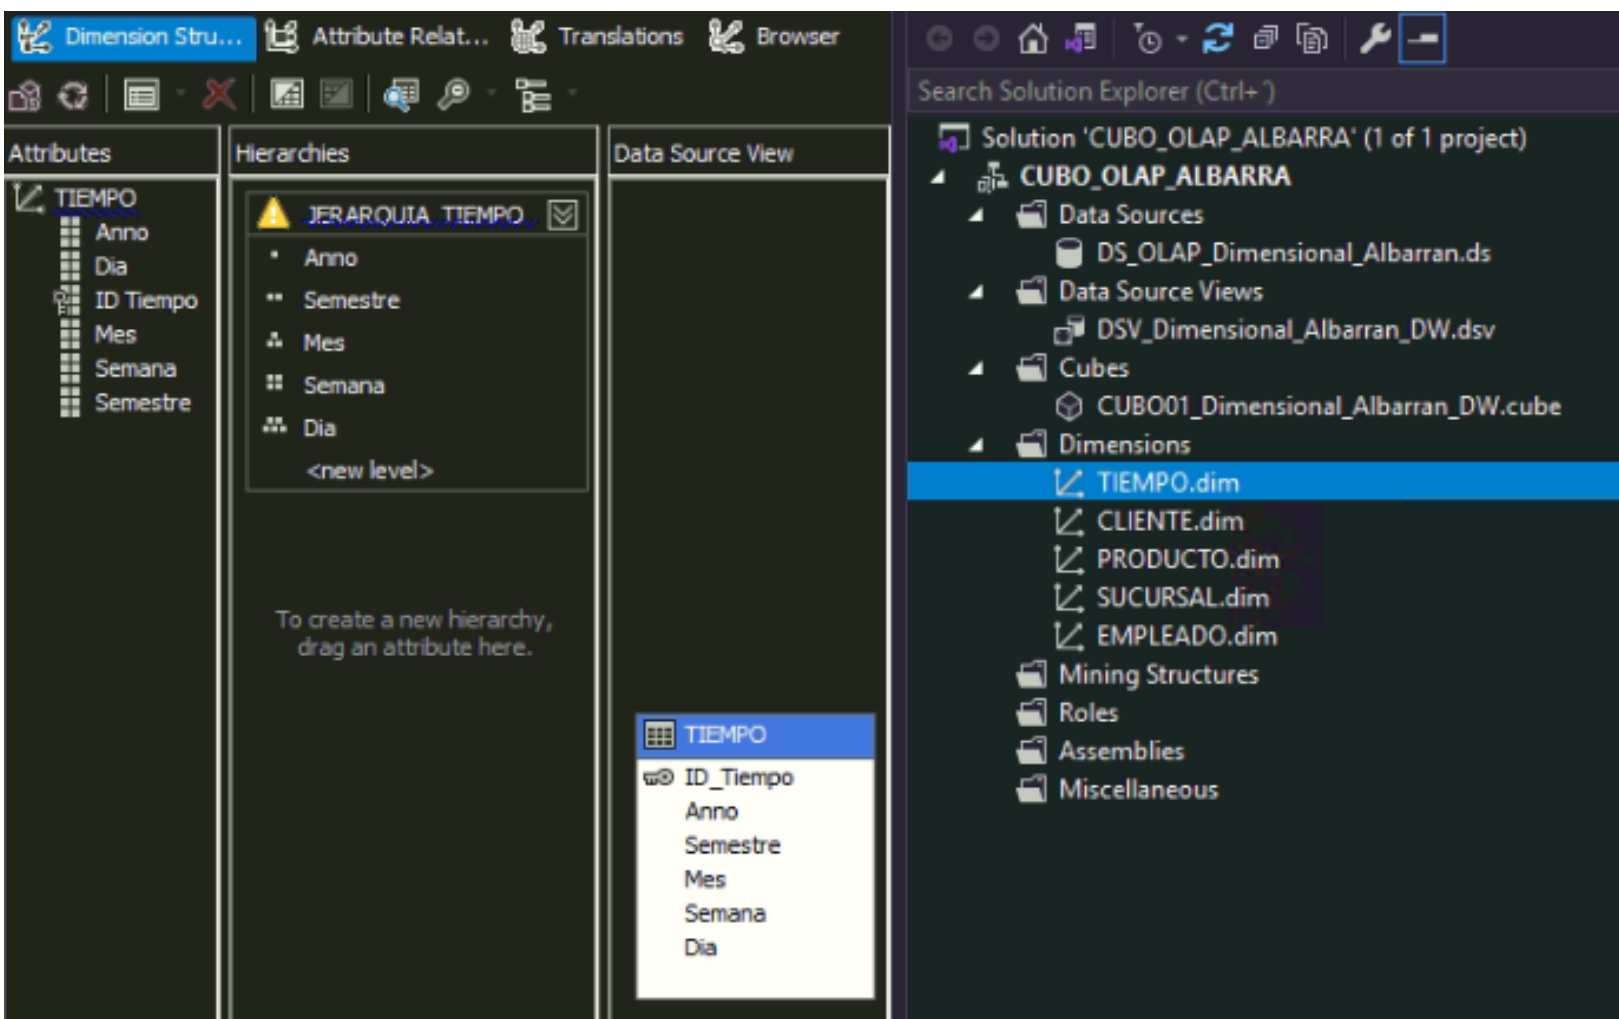 Dimension Stru...
Attribute Relat...
Translations
Browser
Attributes
TIEMPO
Anno
Dia
ID Tiempo
Mes
Semana
Semestre
Hierarchies
JERARQUIA TIEMPO
Anno
Semestre
Mes
Semana
Dia
<new level>
To create a new hierarchy,
drag an attribute here.
Data Source View
TIEMPO
ID_Tiempo
Anno
Semestre
Mes
Semana
Dia
Search Solution Explorer (Ctrl+´)
Solution 'CUBO_OLAP_ALBARRA' (1 of 1 project)
CUBO_OLAP_ALBARRA
Data Sources
DS_OLAP_Dimensional_Albarran.ds
Data Source Views
DSV_Dimensional_Albarran_DW.dsv
Cubes
CUBO01_Dimensional_Albarran_DW.cube
Dimensions
TIEMPO.dim
CLIENTE.dim
PRODUCTO.dim
SUCURSAL.dim
EMPLEADO.dim
Mining Structures
Roles
Assemblies
Miscellaneous